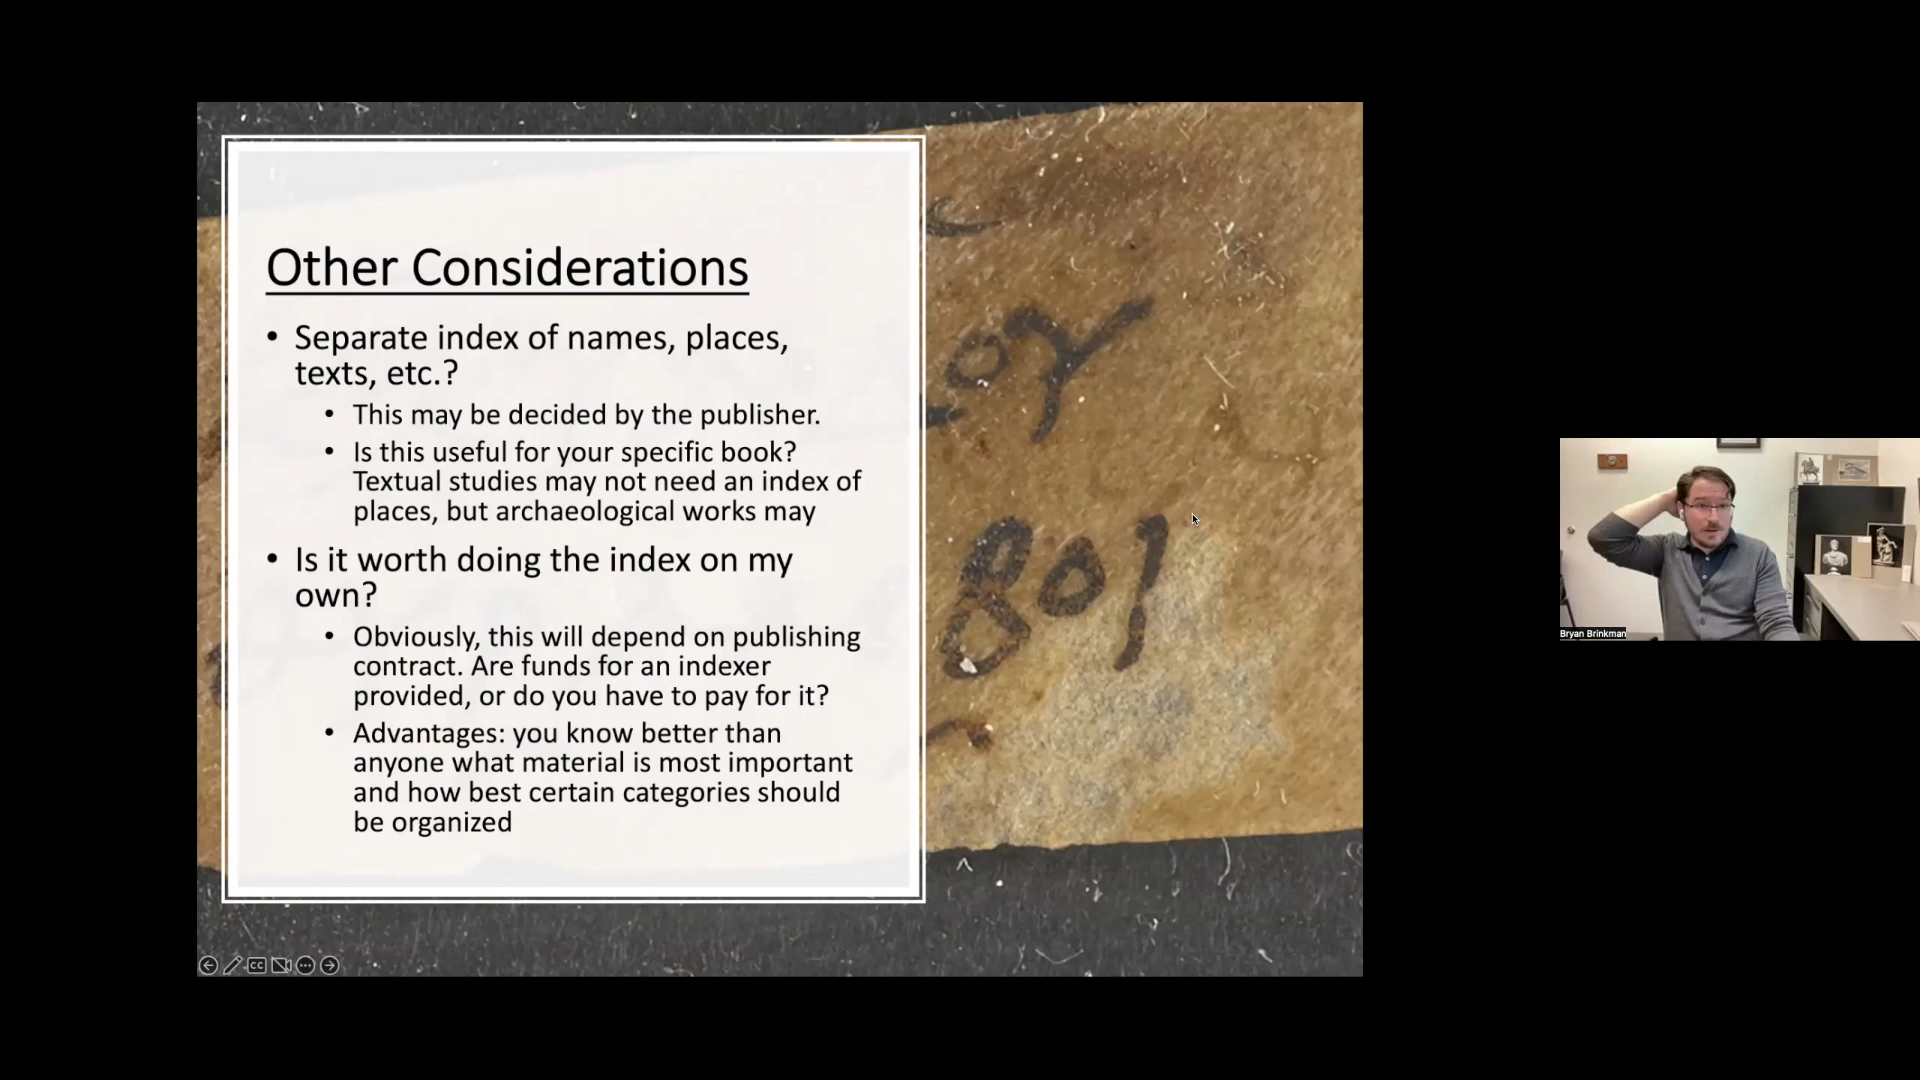 Other Considerations
• Separate index of names, places,
texts, etc.?
• This may be decided by the publisher.
• Is this useful for your specific book?
Textual studies may not need an index of
places, but archaeological works may
• Is it worth doing the index on my
own?
• Obviously, this will depend on publishing
contract. Are funds for an indexer
provided, or do you have to pay for it?
• Advantages: you know better than
anyone what material is most important
and how best certain categories should
be organized
CC
Bryan Brinkman